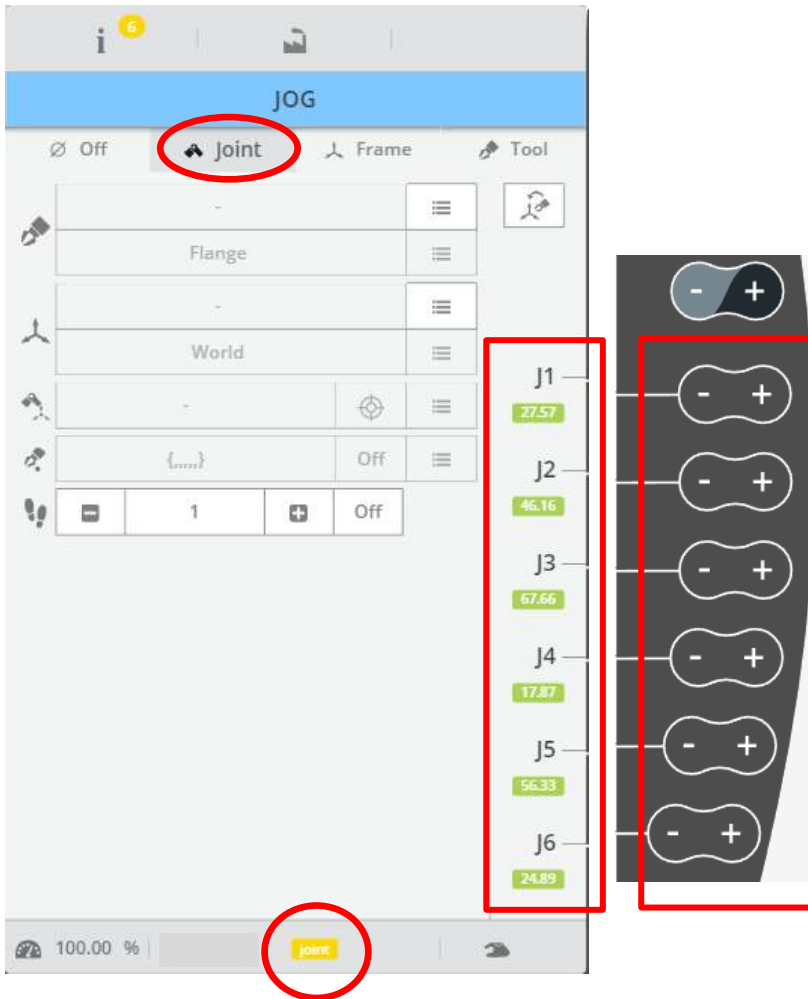 i 6
JOG
Off Joint Frame Tool
-
Flange
-
World
-
{,,,,,} Off
1 Off
J1
27.57
J2
46.16
J3
67.66
J4
17.87
J5
56.33
J6
24.89
100.00 % joint
- +
- +
- +
- +
- +
- +
- +